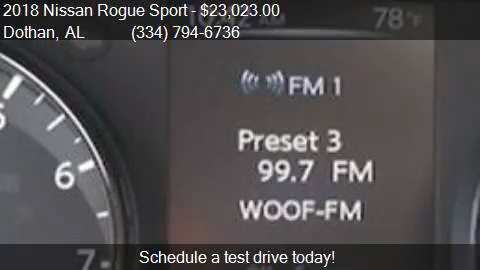 2018 Nissan Rogue Sport - $23,023.00
Dothan, AL (334) 794-6736
78°F
FM 1
Preset 3
99.7 FM
WOOF-FM
6
7
Schedule a test drive today!